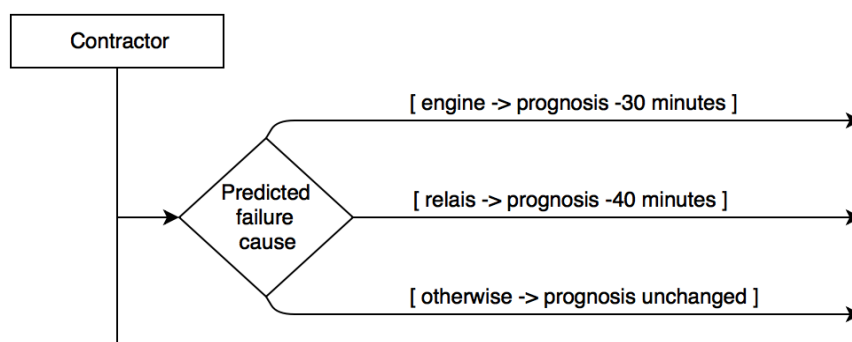 Contractor
[ engine -> prognosis -30 minutes ]
Predicted
failure
cause
[ relais -> prognosis -40 minutes ]
[ otherwise -> prognosis unchanged ]